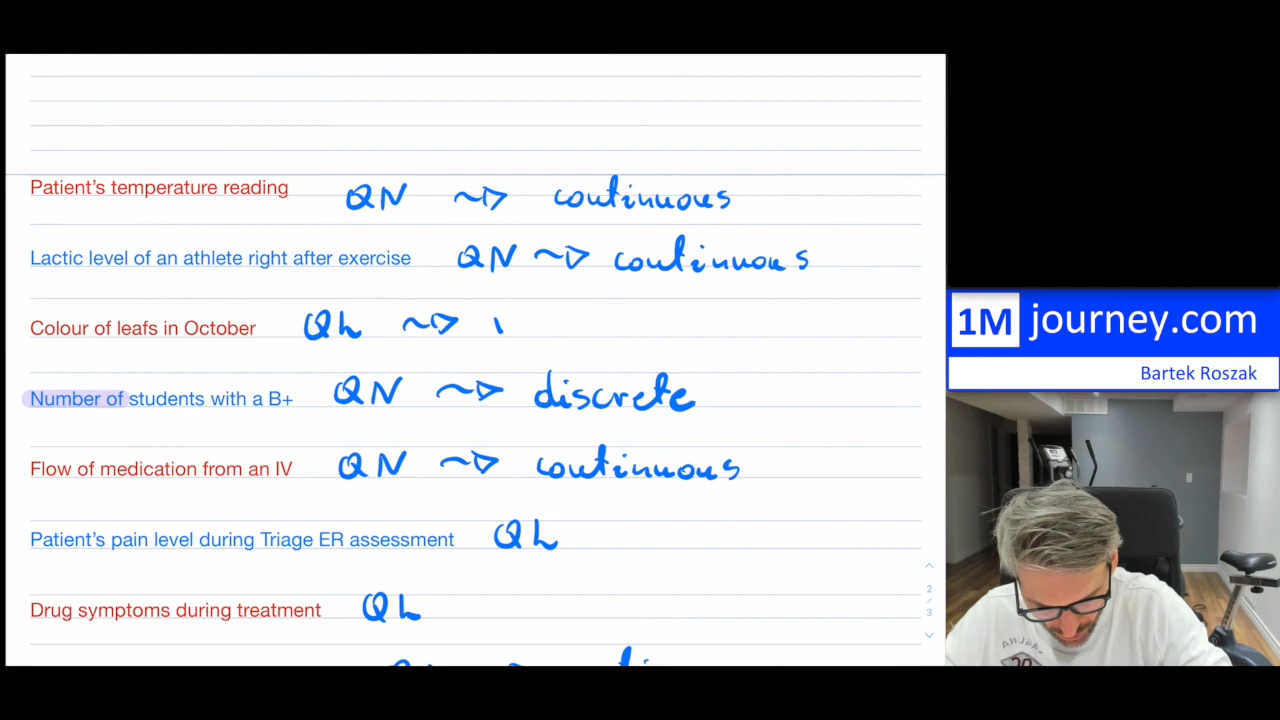 Patient's temperature reading QN ~▷ continuous
Lactic level of an athlete right after exercise QN ~▷ continuous
Colour of leafs in October QL ~▷
Number of students with a B+ QN ~▷ discrete
Flow of medication from an IV QN ~▷ continuous
Patient's pain level during Triage ER assessment QL
Drug symptoms during treatment QL
2
/
3
1M journey.com
Bartek Roszak